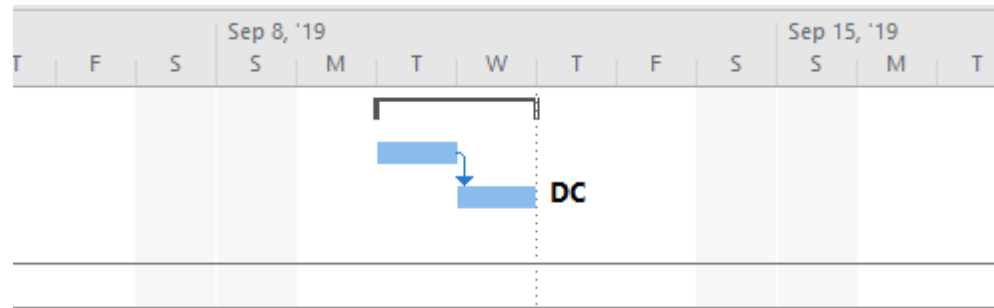 Sep 8, '19 Sep 15, '19
T F S S M T W T F S S M T
DC